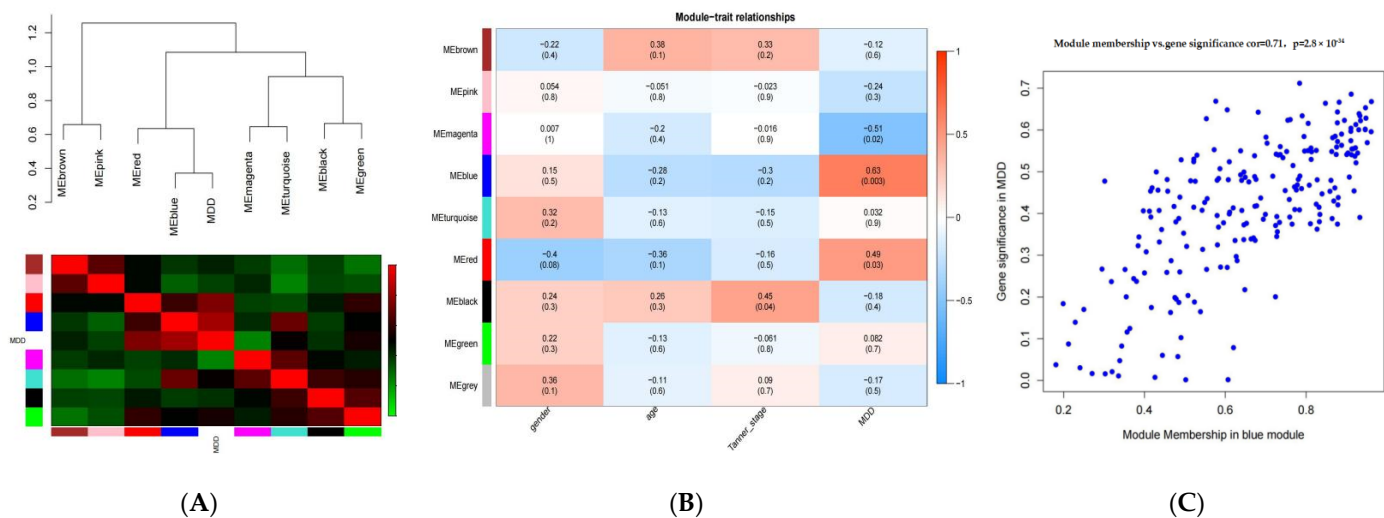 1.2
1.0
0.8
0.6
0.4
0.2
MEbrown
MEpink
MEred
MEblue
MDD
MEmagenta
MEturquoise
MEblack
MEgreen
MDD
MDD
(A)
Module−trait relationships
MEbrown
MEpink
MEmagenta
MEblue
MEturquoise
MEred
MEblack
MEgreen
MEgrey
−0.22 0.38 0.33 −0.12
(0.4) (0.1) (0.2) (0.6)
0.054 −0.051 −0.023 −0.24
(0.8) (0.8) (0.9) (0.3)
0.007 −0.2 −0.016 −0.51
(1) (0.4) (0.9) (0.02)
0.15 −0.28 −0.3 0.63
(0.5) (0.2) (0.2) (0.003)
0.32 −0.13 −0.15 0.032
(0.2) (0.6) (0.5) (0.9)
−0.4 −0.36 −0.16 0.49
(0.08) (0.1) (0.5) (0.03)
0.24 0.26 0.45 −0.18
(0.3) (0.3) (0.04) (0.4)
0.22 −0.13 −0.061 0.082
(0.3) (0.6) (0.8) (0.7)
0.36 −0.11 0.09 −0.17
(0.1) (0.6) (0.7) (0.5)
gender
age
Tanner_stage
MDD
1
0.5
0
−0.5
−1
(B)
Module membership vs.gene significance cor=0.71, p=2.8 × 10-34
Gene significance in MDD
0.7
0.6
0.5
0.4
0.3
0.2
0.1
0.0
0.2 0.4 0.6 0.8
Module Membership in blue module
(C)